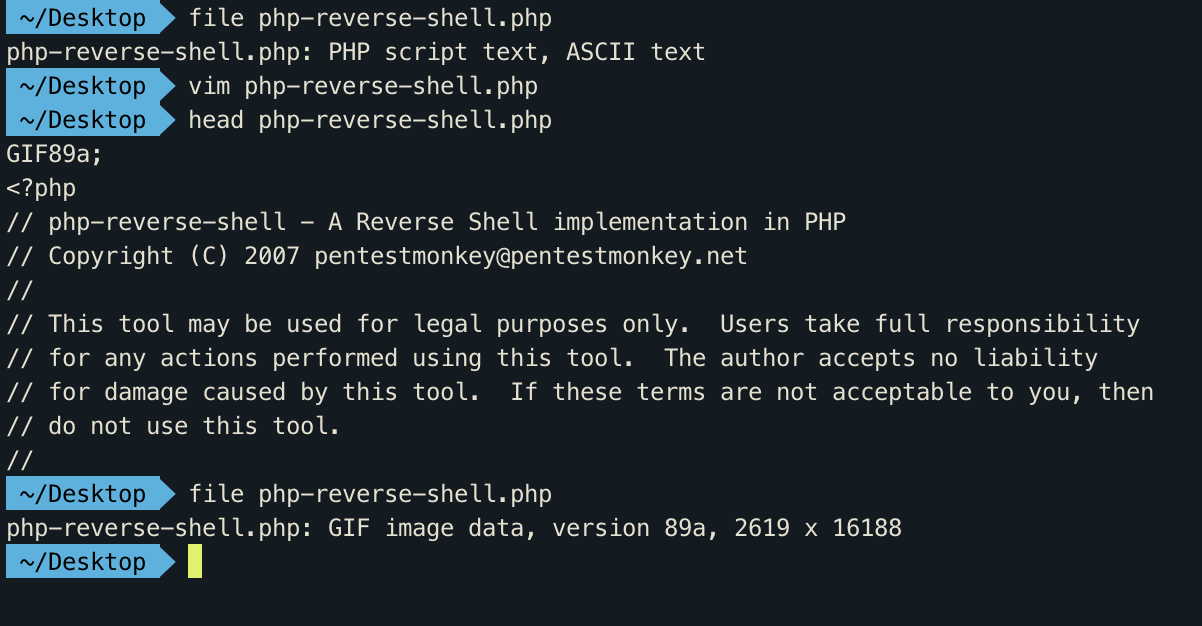 ~/Desktop file php-reverse-shell.php
php-reverse-shell.php: PHP script text, ASCII text
~/Desktop vim php-reverse-shell.php
~/Desktop head php-reverse-shell.php
GIF89a;
<?php
// php-reverse-shell - A Reverse Shell implementation in PHP
// Copyright (C) 2007 pentestmonkey@pentestmonkey.net
//
// This tool may be used for legal purposes only.  Users take full responsibility
// for any actions performed using this tool.  The author accepts no liability
// for damage caused by this tool.  If these terms are not acceptable to you, then
// do not use this tool.
//
~/Desktop file php-reverse-shell.php
php-reverse-shell.php: GIF image data, version 89a, 2619 x 16188
~/Desktop